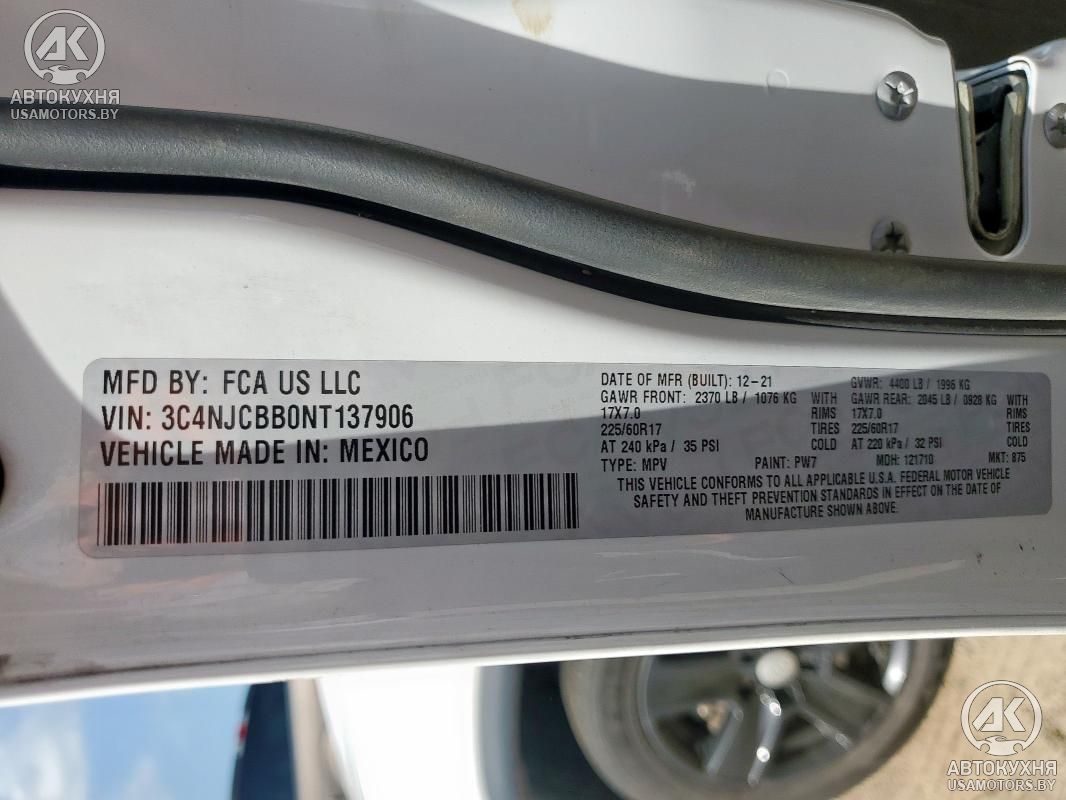 АК
АВТОКУХНЯ
USAMOTORS.BY
MFD BY: FCA US LLC
VIN: 3C4NJCBB0NT137906
VEHICLE MADE IN: MEXICO
DATE OF MFR (BUILT): 12-21
GAWR FRONT: 2370 LB / 1076 KG WITH
17X7.0 RIMS
225/60R17 TIRES
AT 240 kPa / 35 PSI COLD
TYPE: MPV PAINT: PW7
GVWR: 4400 LB / 1996 KG
GAWR REAR: 2045 LB / 0928 KG WITH
17X7.0 RIMS
225/60R17 TIRES
AT 220 kPa / 32 PSI COLD
MDH: 121710 MKT: 875
THIS VEHICLE CONFORMS TO ALL APPLICABLE U.S.A. FEDERAL MOTOR VEHICLE
SAFETY AND THEFT PREVENTION STANDARDS IN EFFECT ON THE DATE OF
MANUFACTURE SHOWN ABOVE.
АК
АВТОКУХНЯ
USAMOTORS.BY